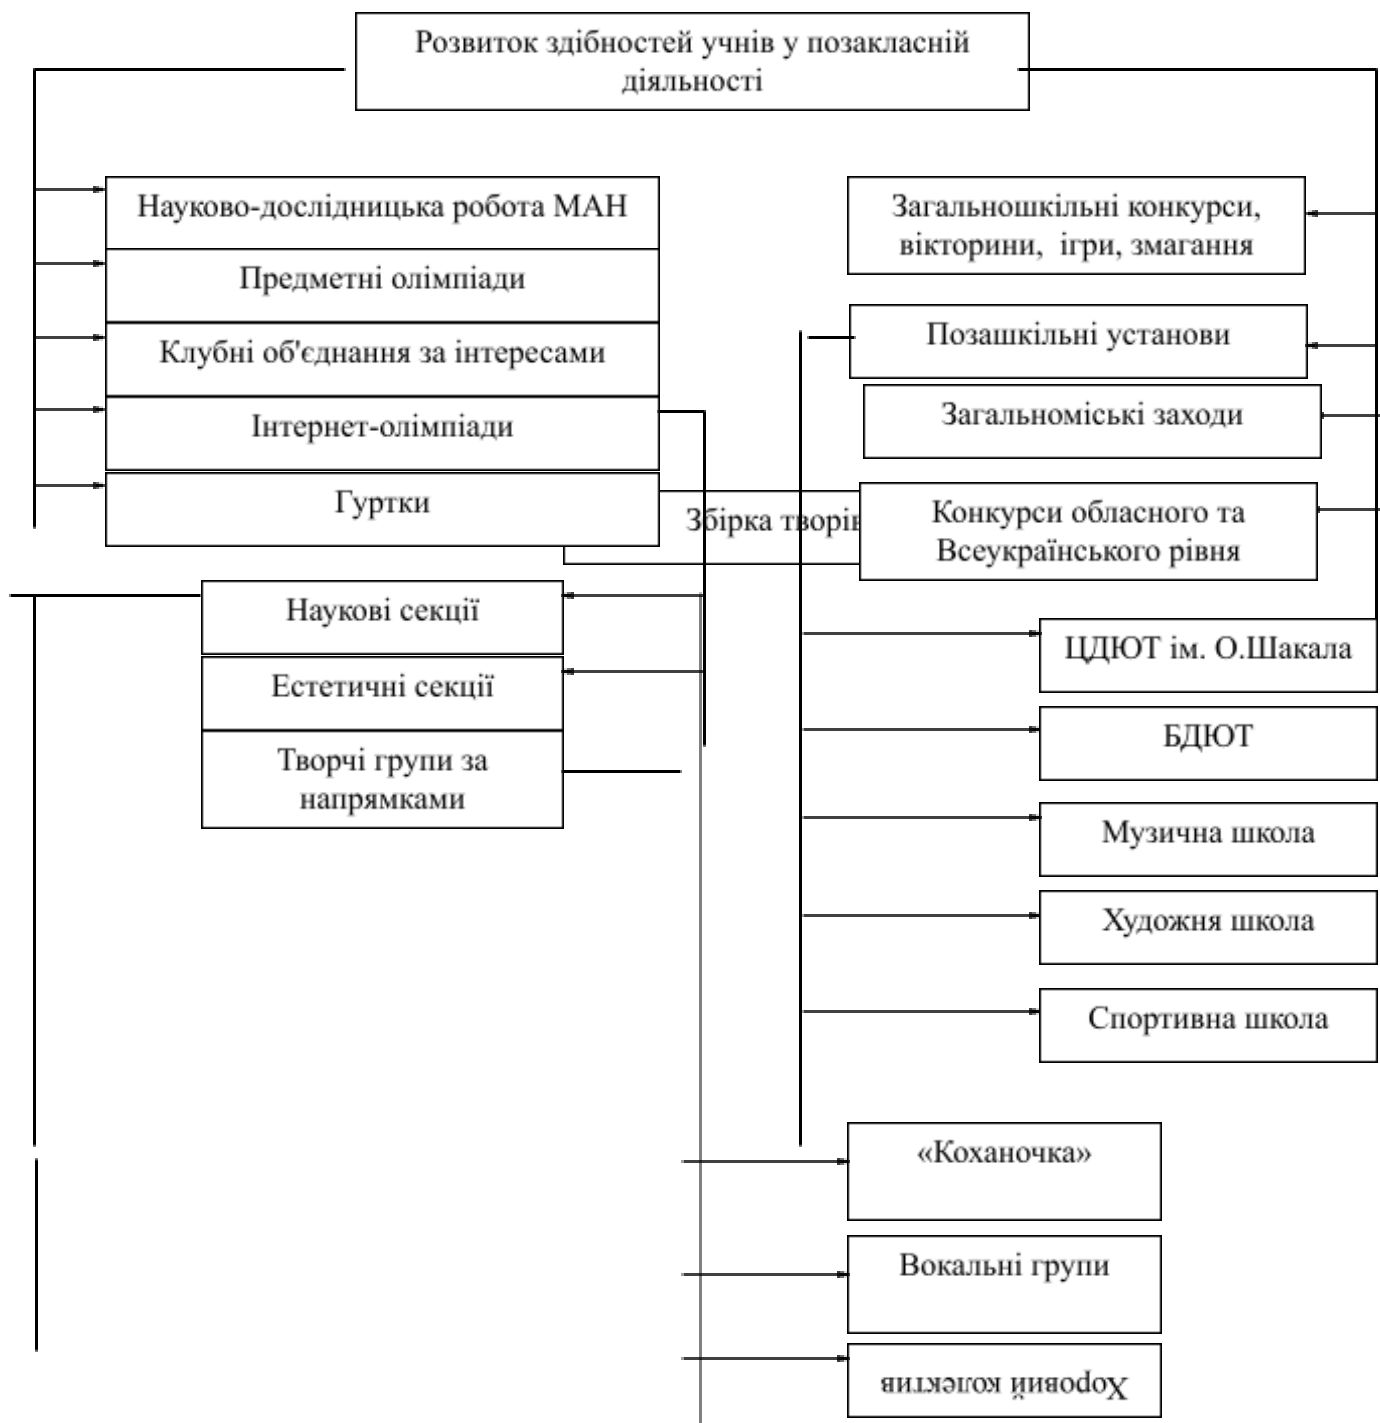 Розвиток здібностей учнів у позакласній
діяльності
Науково-дослідницька робота МАН
Предметні олімпіади
Клубні об'єднання за інтересами
Інтернет-олімпіади
Гуртки
Збірка творів
Наукові секції
Естетичні секції
Творчі групи за
напрямками
Загальношкільні конкурси,
вікторини, ігри, змагання
Позашкільні установи
Загальноміські заходи
Конкурси обласного та
Всеукраїнського рівня
ЦДЮТ ім. О.Шакала
БДЮТ
Музична школа
Художня школа
Спортивна школа
«Коханочка»
Вокальні групи
Хоровий колектив